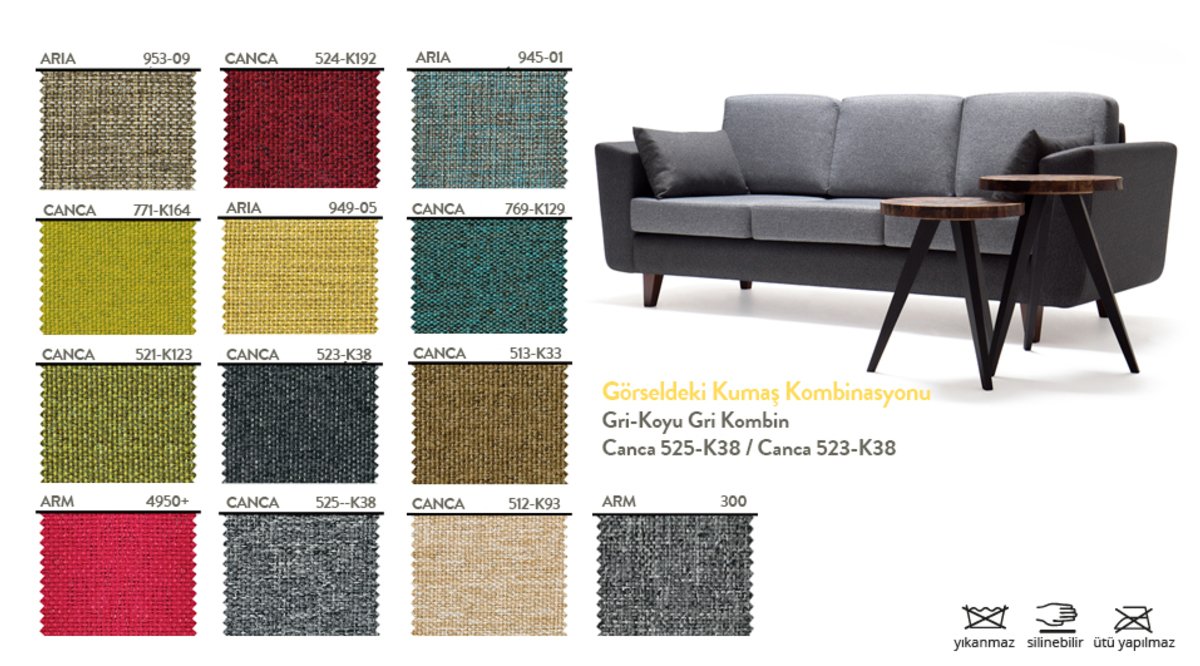 ARIA 953-09
CANCA 524-K192
ARIA 945-01
CANCA 771-K164
ARIA 949-05
CANCA 769-K129
CANCA 521-K123
CANCA 523-K38
CANCA 513-K33
ARM 4950+
CANCA 525--K38
CANCA 512-K93
ARM 300
Görseldeki Kumaş Kombinasyonu
Gri-Koyu Gri Kombin
Canca 525-K38 / Canca 523-K38
yıkanmaz silinebilir ütü yapılmaz